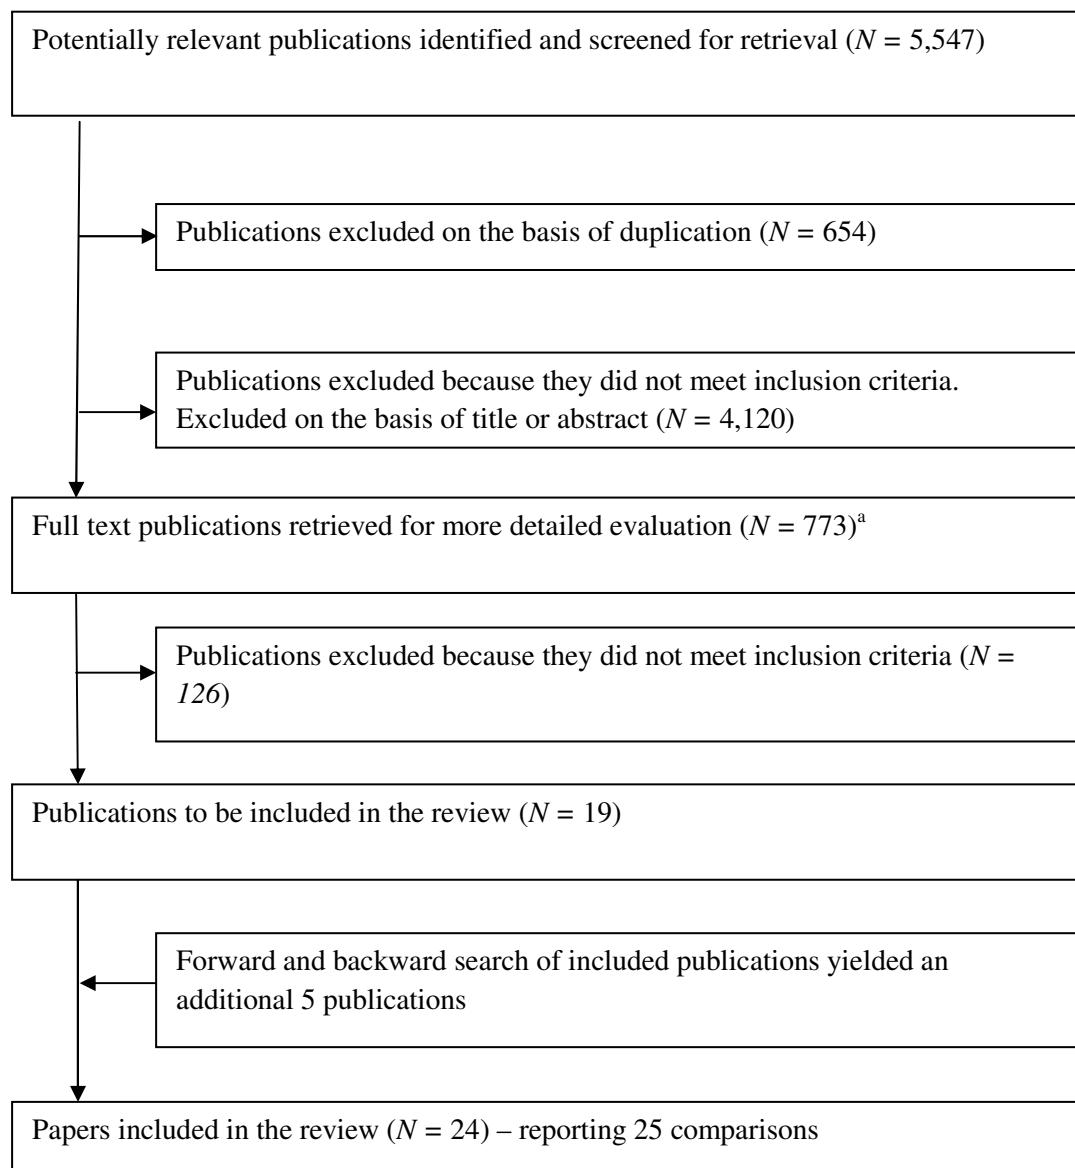 Potentially relevant publications identified and screened for retrieval (N = 5,547)
Publications excluded on the basis of duplication (N = 654)
Publications excluded because they did not meet inclusion criteria.
Excluded on the basis of title or abstract (N = 4,120)
Full text publications retrieved for more detailed evaluation (N = 773)ᵃ
Publications excluded because they did not meet inclusion criteria (N =
126)
Publications to be included in the review (N = 19)
Forward and backward search of included publications yielded an
additional 5 publications
Papers included in the review (N = 24) – reporting 25 comparisons